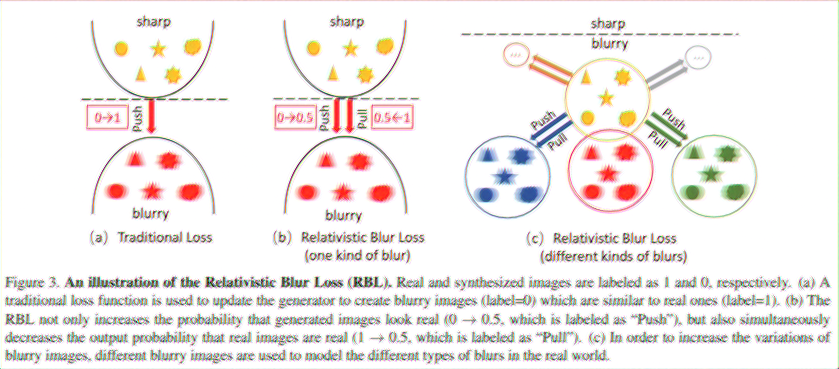 sharp
sharp
sharp
blurry
...
...
0→1
Push
0→0.5
Push
Pull
0.5←1
Push
Pull
Push
Pull
blurry
blurry
(a) Traditional Loss
(b) Relativistic Blur Loss
(one kind of blur)
(c) Relativistic Blur Loss
(different kinds of blurs)
Figure 3. An illustration of the Relativistic Blur Loss (RBL). Real and synthesized images are labeled as 1 and 0, respectively. (a) A
traditional loss function is used to update the generator to create blurry images (label=0) which are similar to real ones (label=1). (b) The
RBL not only increases the probability that generated images look real (0 → 0.5, which is labeled as “Push”), but also simultaneously
decreases the output probability that real images are real (1 → 0.5, which is labeled as “Pull”). (c) In order to increase the variations of
blurry images, different blurry images are used to model the different types of blurs in the real world.